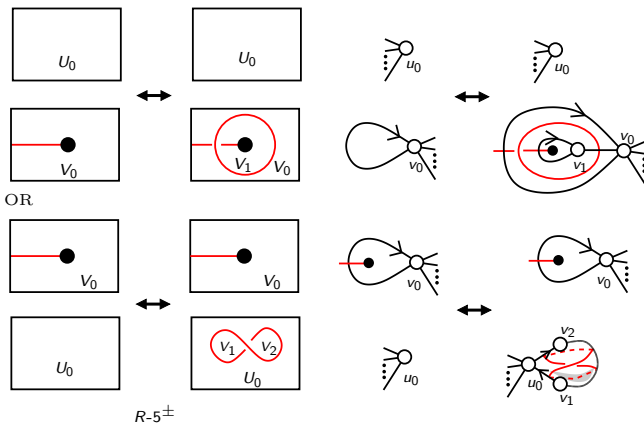 U₀ U₀ u₀ u₀
V₀ V₁ V₀ v₀ v₁ v₀
OR
V₀ V₀ v₀ v₀
U₀ v₁ v₂ U₀ u₀ u₀ v₂ v₁
R-5±